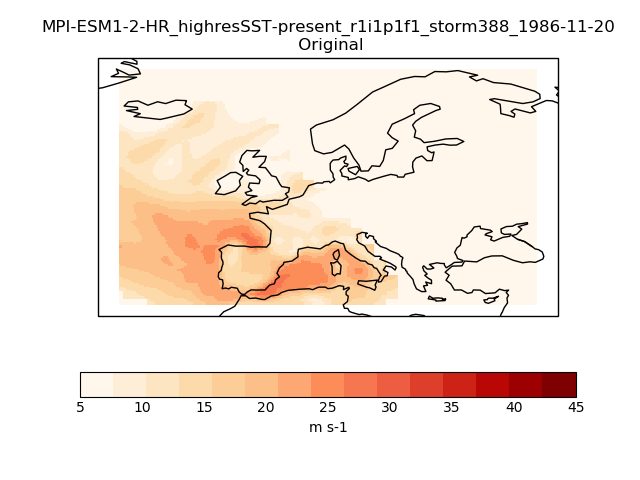 MPI-ESM1-2-HR_highresSST-present_r1i1p1f1_storm388_1986-11-20
Original
5 10 15 20 25 30 35 40 45
m s-1